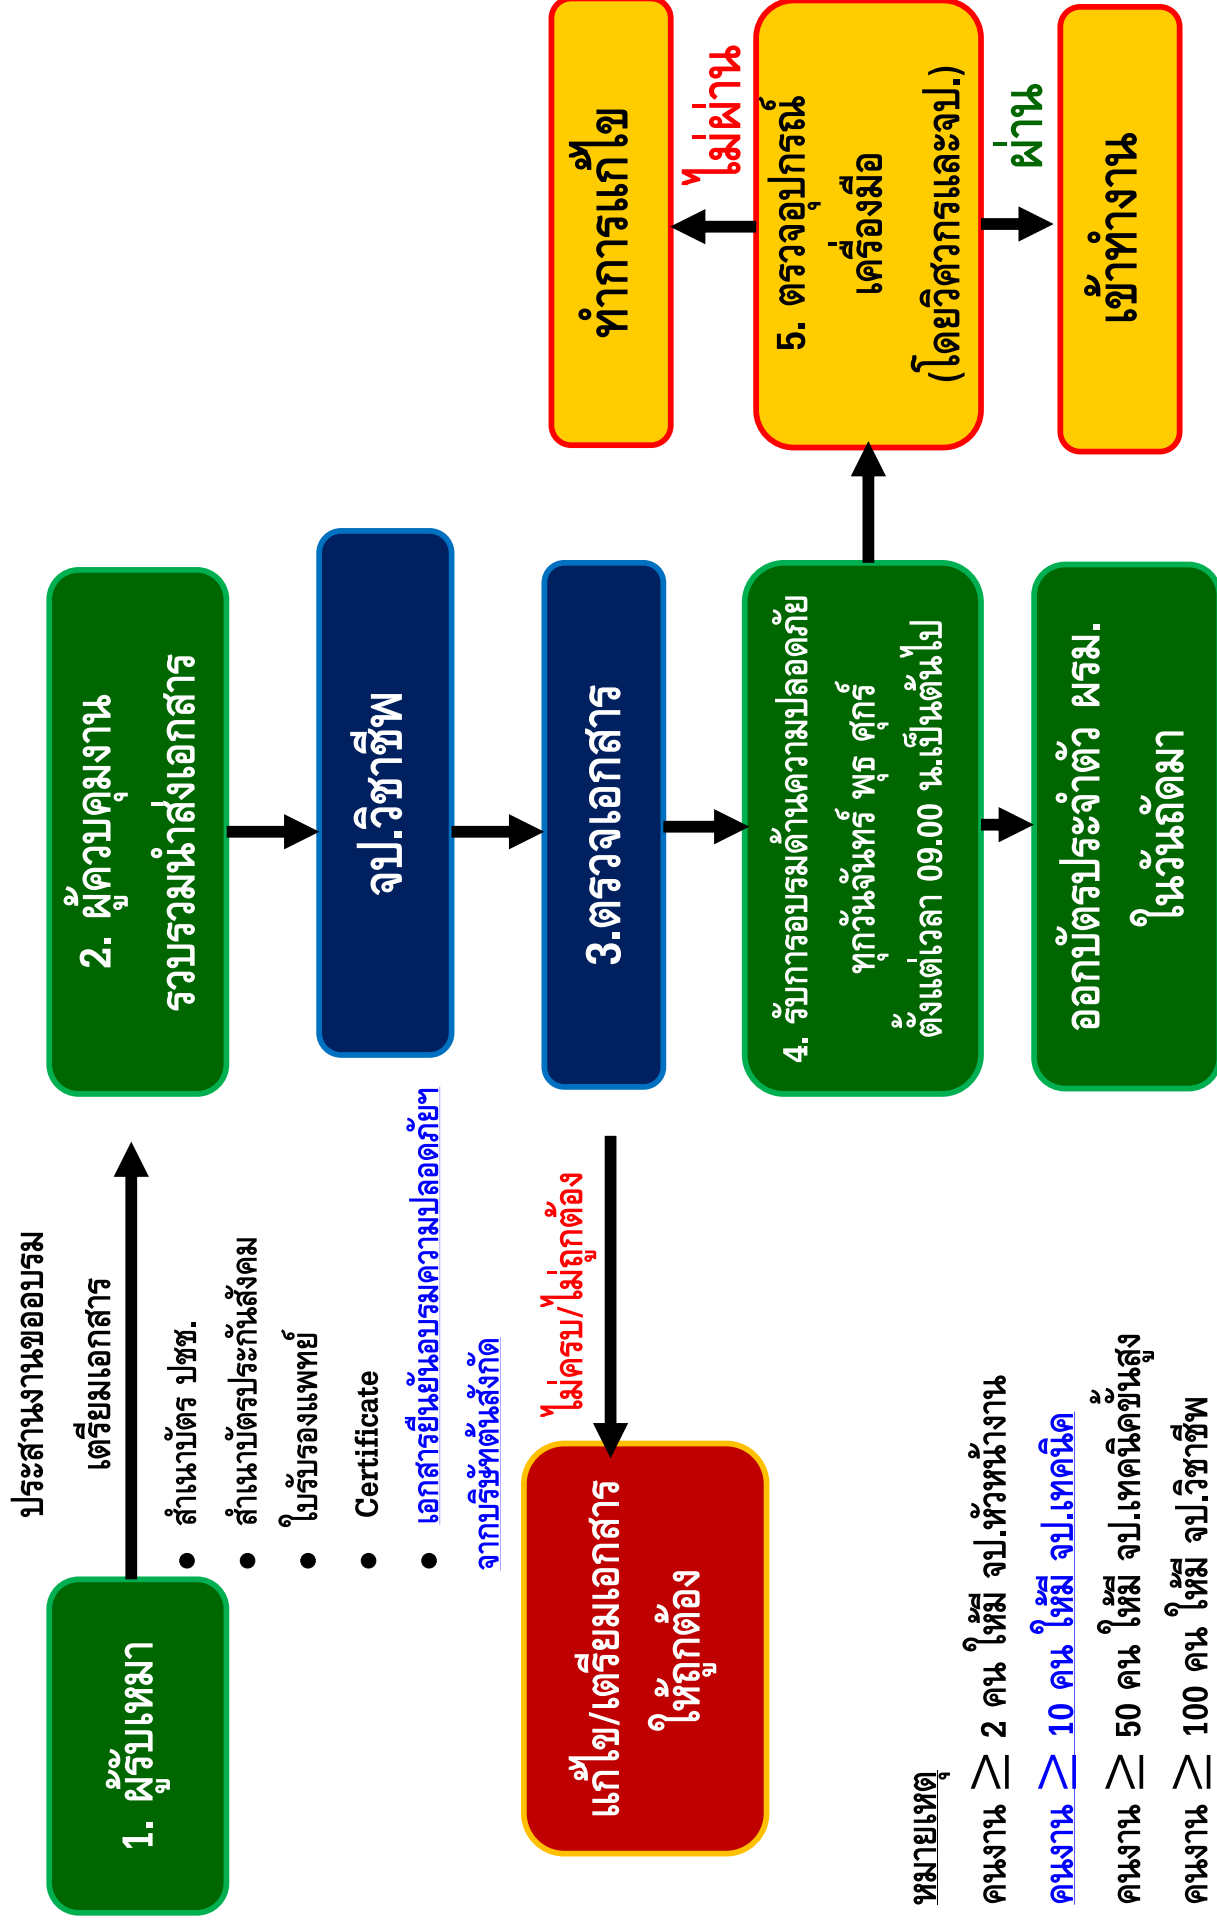 1. ผู้รับเหมา
ประสานงานขออบรม
เตรียมเอกสาร
● สำเนาบัตร ปชช.
● สำเนาบัตรประกันสังคม
● ใบรับรองแพทย์
● Certificate
● เอกสารยืนยันอบรมความปลอดภัยฯ
จากบริษัทต้นสังกัด
2. ผู้ควบคุมงาน
รวบรวมนำส่งเอกสาร
จป.วิชาชีพ
3.ตรวจเอกสาร
ไม่ครบ/ไม่ถูกต้อง
แก้ไข/เตรียมเอกสาร
ให้ถูกต้อง
4. รับการอบรมด้านความปลอดภัย
ทุกวันจันทร์ พุธ ศุกร์
ตั้งแต่เวลา 09.00 น.เป็นต้นไป
ออกบัตรประจำตัว ผรม.
ในวันถัดมา
ทำการแก้ไข
ไม่ผ่าน
5. ตรวจอุปกรณ์
เครื่องมือ
(โดยวิศวกรและจป.)
ผ่าน
เข้าทำงาน
หมายเหตุ
คนงาน ≥ 2 คน ให้มี จป.หัวหน้างาน
คนงาน ≥ 10 คน ให้มี จป.เทคนิค
คนงาน ≥ 50 คน ให้มี จป.เทคนิคขั้นสูง
คนงาน ≥ 100 คน ให้มี จป.วิชาชีพ